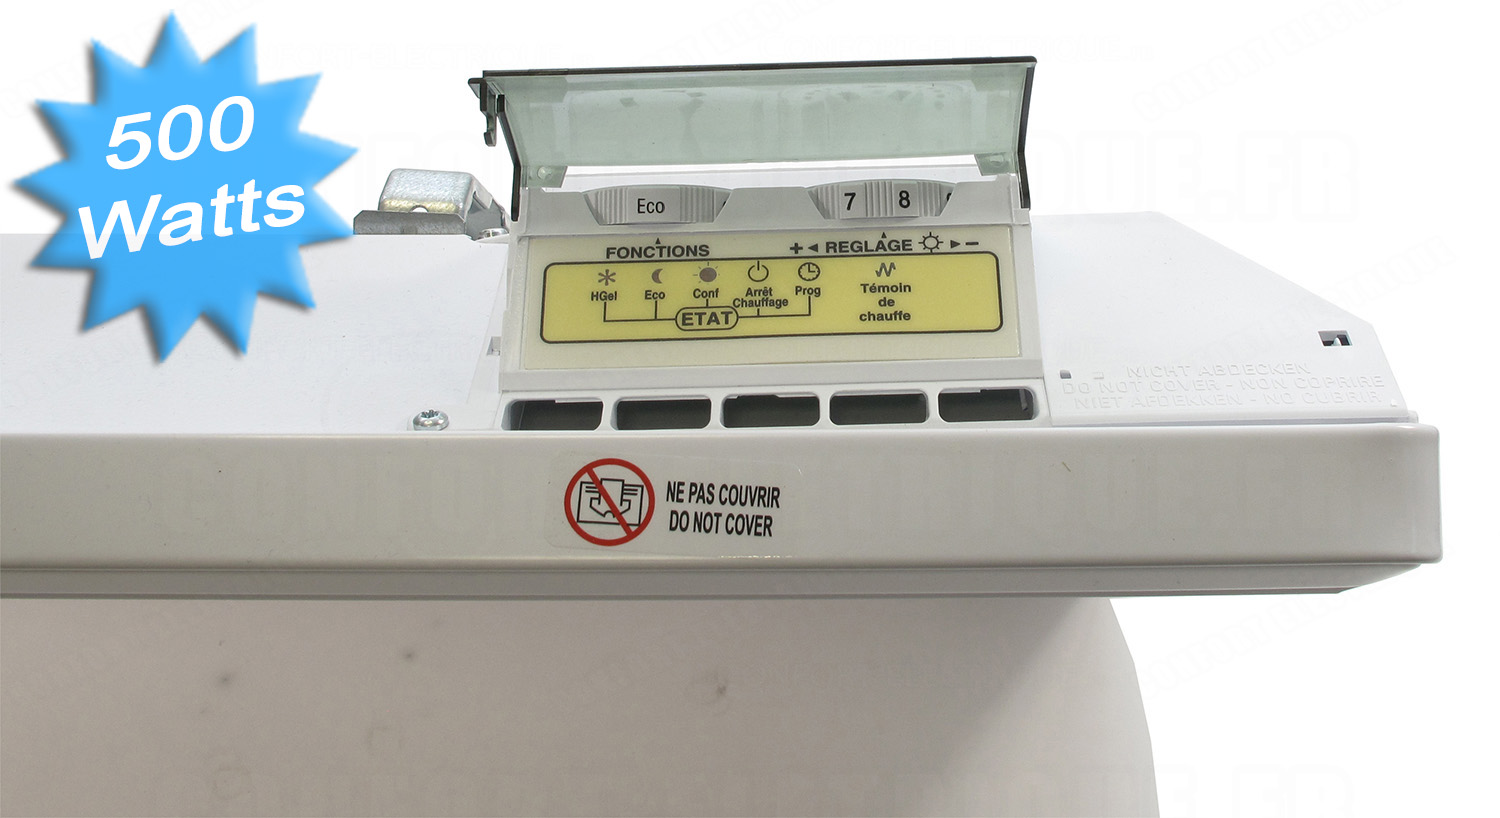 500
Watts
Eco
7 8
FONCTIONS
+ ◄ REGLAGE ► −
HGel Eco Conf Arrêt Chauffage Prog
ETAT
Témoin
de
chauffe
NICHT ABDECKEN
DO NOT COVER - NON COPRIRE
NIET AFDEKKEN - NO CUBRIR
NE PAS COUVRIR
DO NOT COVER